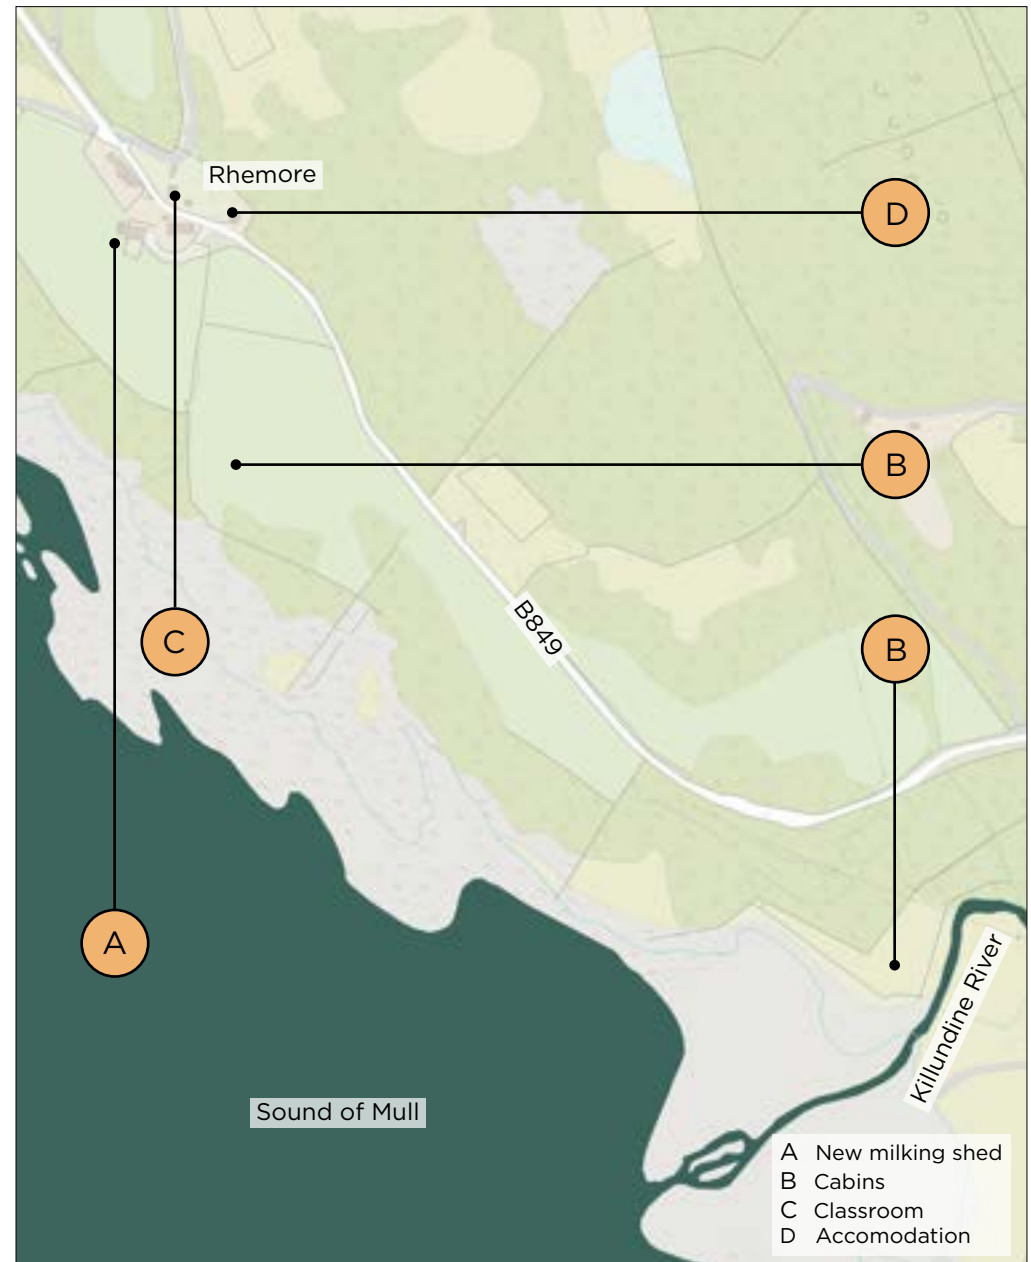 Rhemore
D
B
B849
C
B
A
Killundine River
Sound of Mull
A New milking shed
B Cabins
C Classroom
D Accomodation